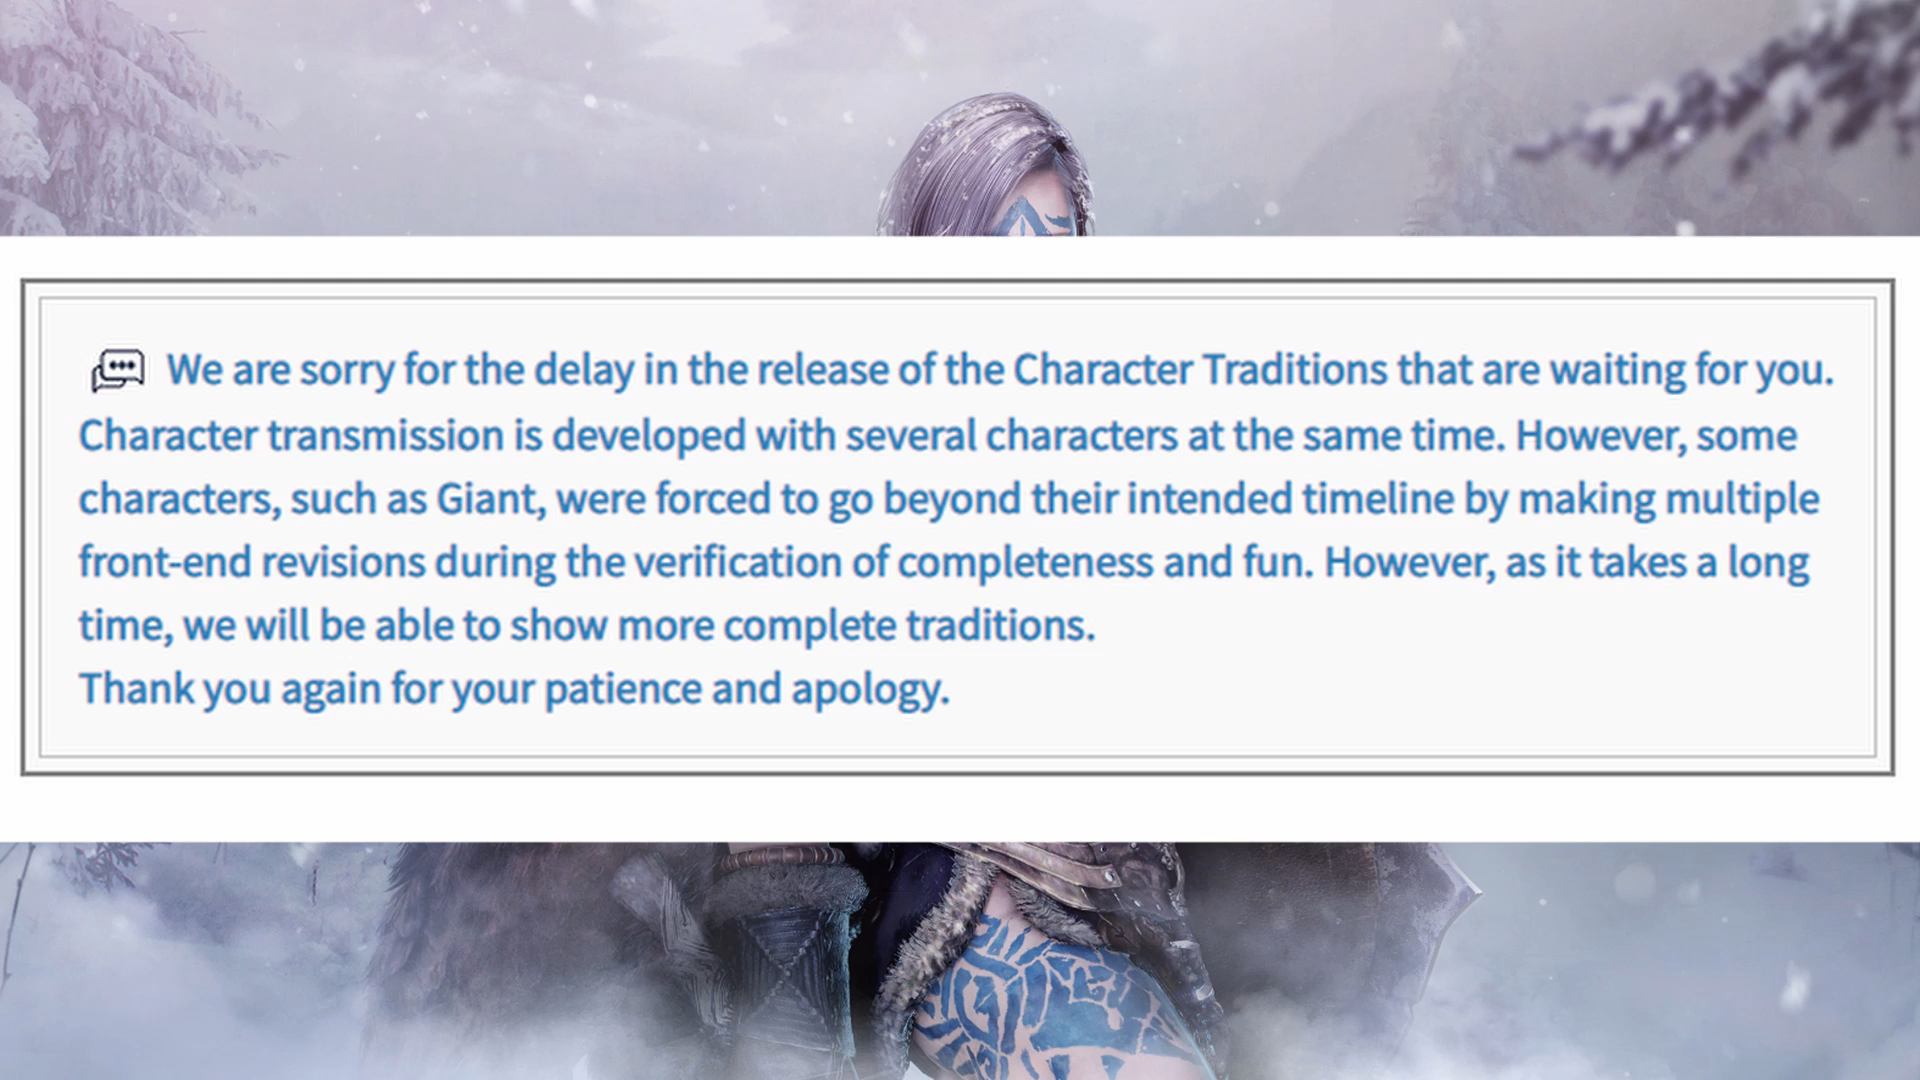 We are sorry for the delay in the release of the Character Traditions that are waiting for you.
Character transmission is developed with several characters at the same time. However, some
characters, such as Giant, were forced to go beyond their intended timeline by making multiple
front-end revisions during the verification of completeness and fun. However, as it takes a long
time, we will be able to show more complete traditions.
Thank you again for your patience and apology.